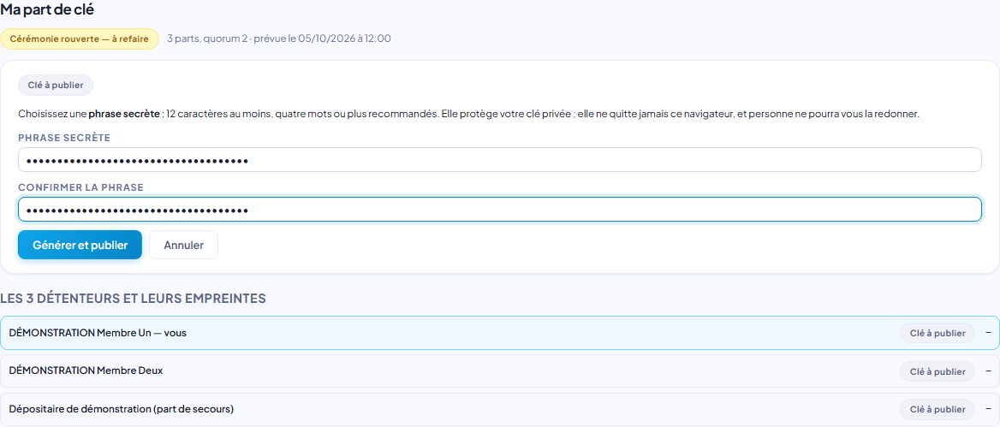 Ma part de clé
Cérémonie rouverte — à refaire 3 parts, quorum 2 · prévue le 05/10/2026 à 12:00
Clé à publier
Choisissez une phrase secrète : 12 caractères au moins, quatre mots ou plus recommandés. Elle protège votre clé privée ; elle ne quitte jamais ce navigateur, et personne ne pourra vous la redonner.
PHRASE SECRÈTE
••••••••••••••••••••••••••••••••••••
CONFIRMER LA PHRASE
••••••••••••••••••••••••••••••••••••
Générer et publier Annuler
LES 3 DÉTENTEURS ET LEURS EMPREINTES
DÉMONSTRATION Membre Un — vous Clé à publier –
DÉMONSTRATION Membre Deux Clé à publier –
Dépositaire de démonstration (part de secours) Clé à publier –